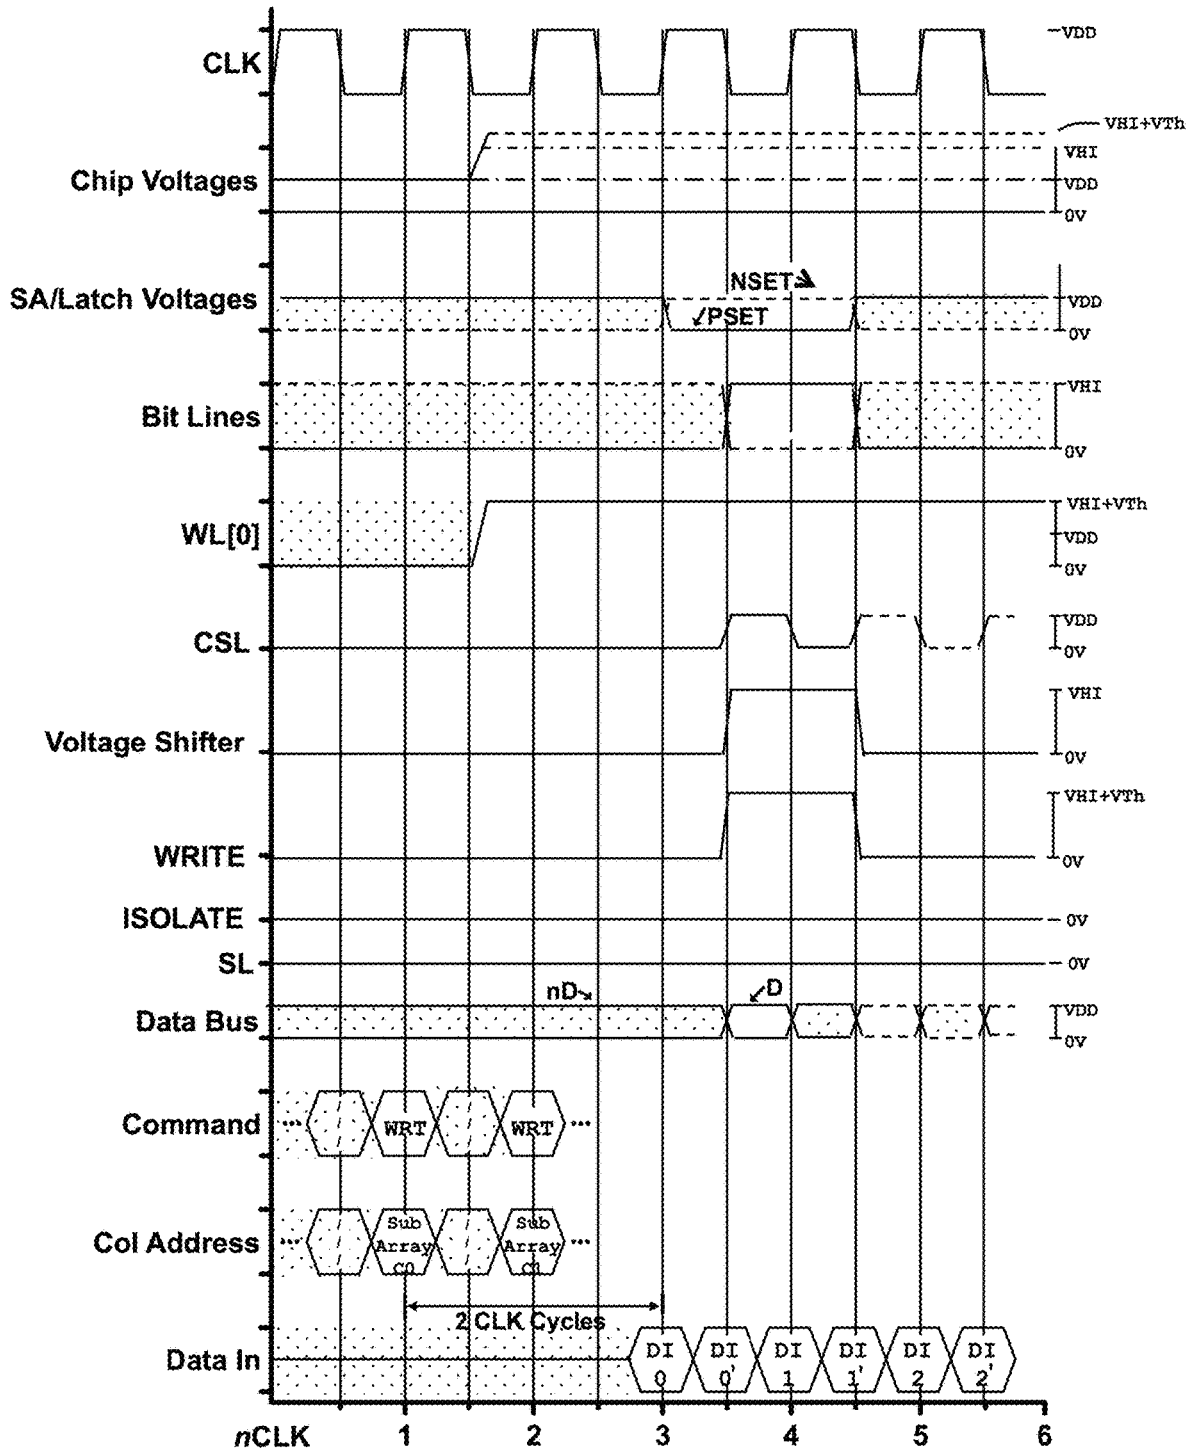 CLK
VDD
Chip Voltages
VHI+VTh
VHI
VDD
0V
SA/Latch Voltages
NSET
PSET
VDD
0V
Bit Lines
VHI
0V
WL[0]
VHI+VTh
VDD
0V
CSL
VDD
0V
Voltage Shifter
VHI
0V
WRITE
VHI+VTh
0V
ISOLATE
0V
SL
0V
Data Bus
nD
D
VDD
0V
Command
...
WRT
WRT
...
Col Address
...
Sub
Array
C0
Sub
Array
C1
...
2 CLK Cycles
Data In
DI
0
DI
0'
DI
1
DI
1'
DI
2
DI
2'
nCLK 1 2 3 4 5 6